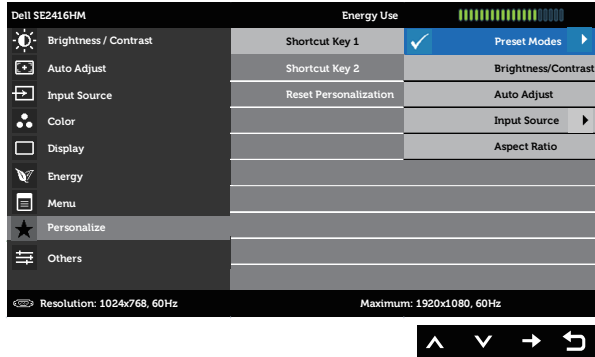 Dell SE2416HM Energy Use
Brightness / Contrast Shortcut Key 1 Preset Modes
Auto Adjust Shortcut Key 2 Brightness/Contrast
Input Source Reset Personalization Auto Adjust
Color Input Source
Display Aspect Ratio
Energy
Menu
Personalize
Others
Resolution: 1024x768, 60Hz Maximum: 1920x1080, 60Hz